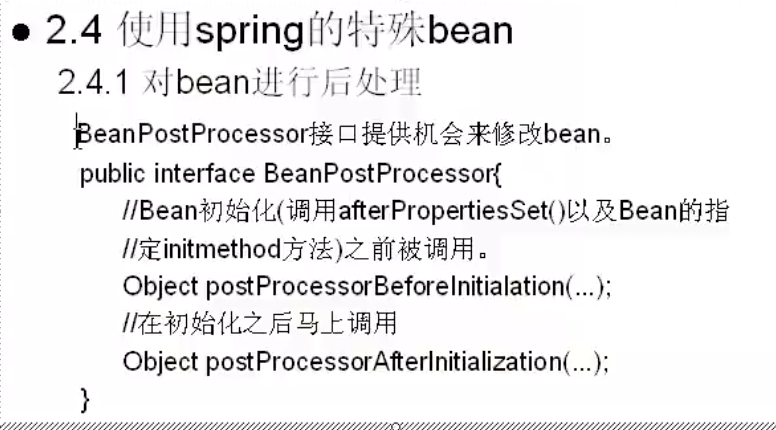 ● 2.4 使用spring的特殊bean
2.4.1 对bean进行后处理
BeanPostProcessor接口提供机会来修改bean。
public interface BeanPostProcessor{
//Bean初始化(调用afterPropertiesSet()以及Bean的指
//定initmethod方法)之前被调用。
Object postProcessorBeforeInitialation(...);
//在初始化之后马上调用
Object postProcessorAfterInitialization(...);
}